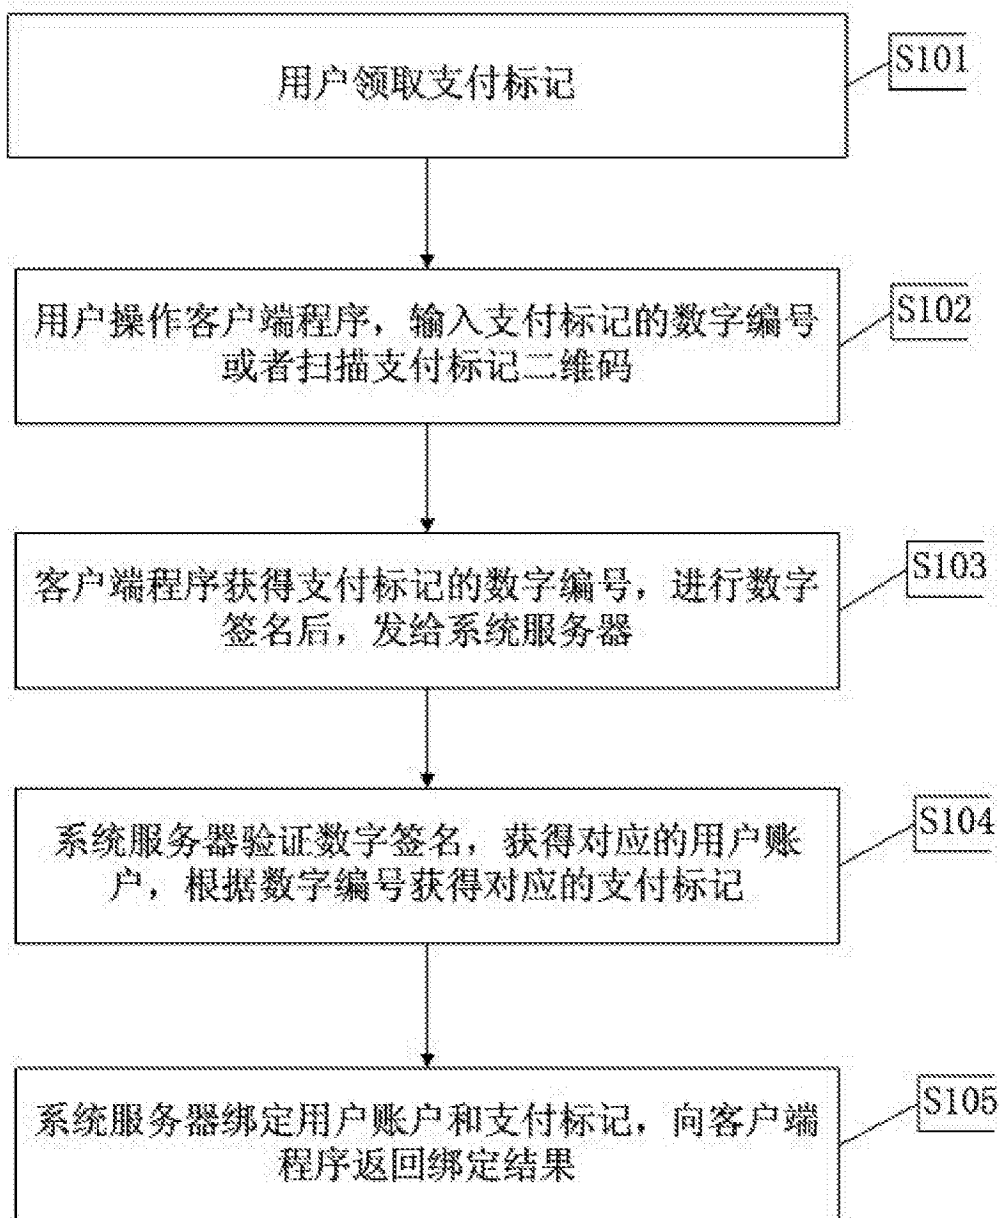 用户领取支付标记
S101
用户操作客户端程序，输入支付标记的数字编号
或者扫描支付标记二维码
S102
客户端程序获得支付标记的数字编号，进行数字
签名后，发给系统服务器
S103
系统服务器验证数字签名，获得对应的用户账
户，根据数字编号获得对应的支付标记
S104
系统服务器绑定用户账户和支付标记，向客户端
程序返回绑定结果
S105